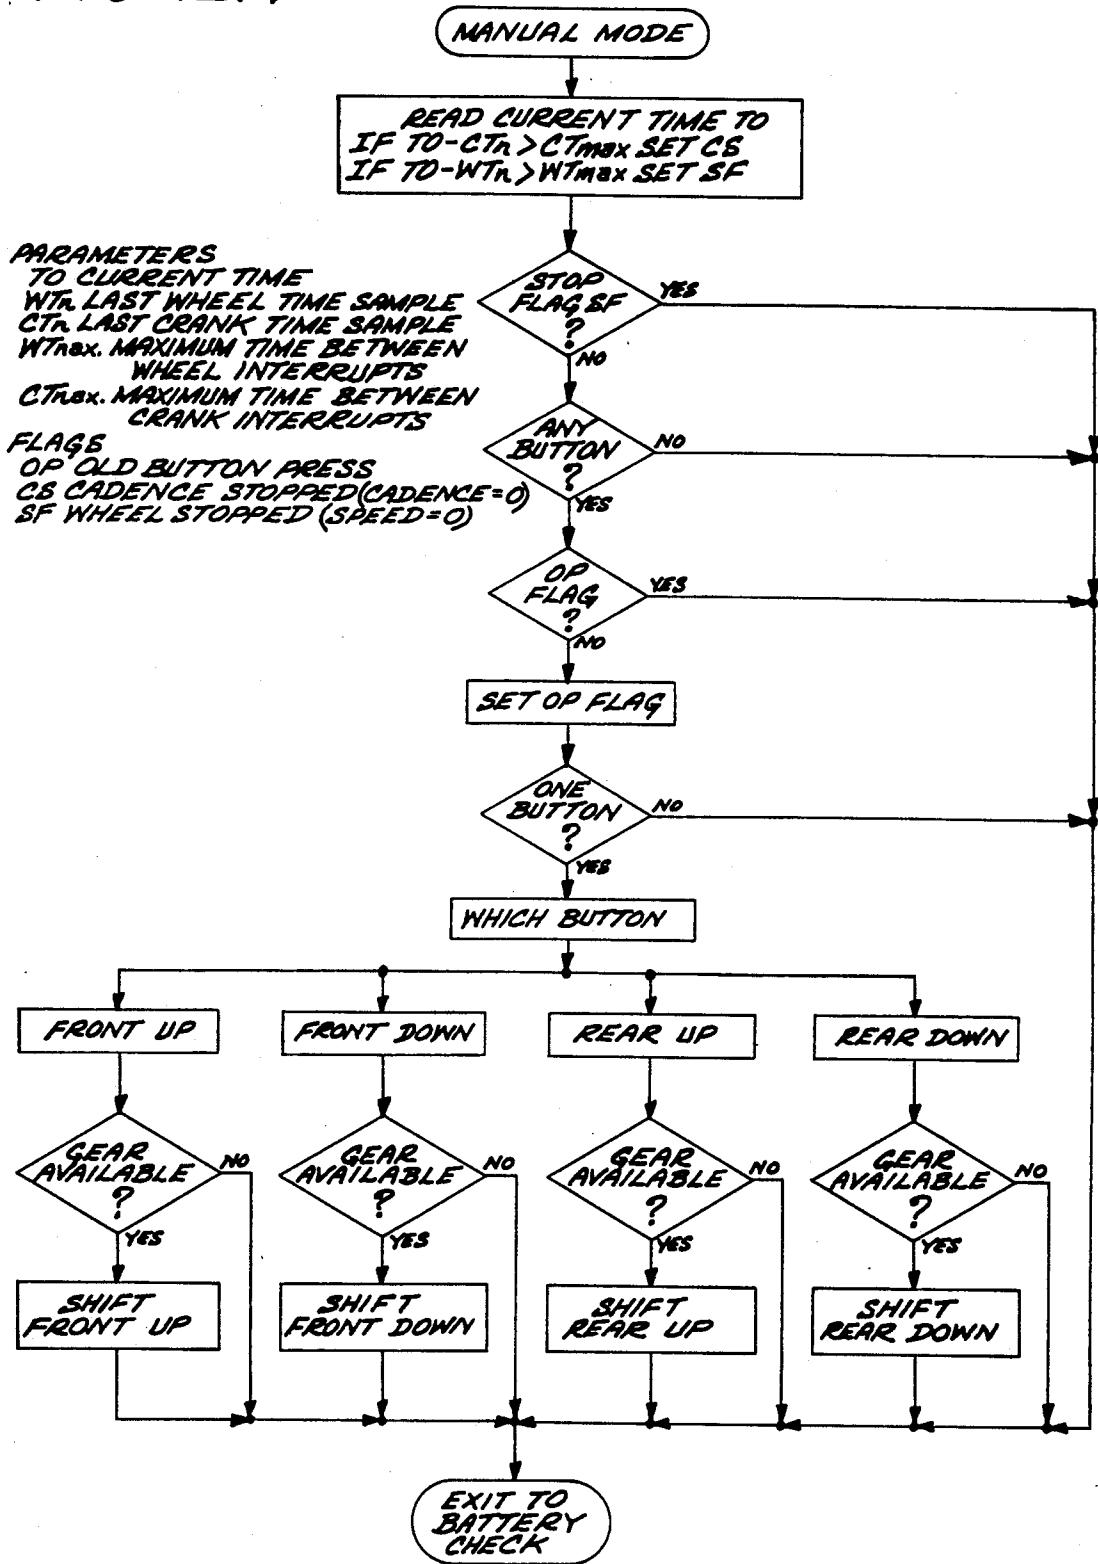 MANUAL MODE
READ CURRENT TIME TO
IF TO-CTn > CTmax SET CS
IF TO-WTn > WTmax SET SF
PARAMETERS
TO CURRENT TIME
WTn LAST WHEEL TIME SAMPLE
CTn LAST CRANK TIME SAMPLE
WTmax. MAXIMUM TIME BETWEEN
WHEEL INTERRUPTS
CTmax. MAXIMUM TIME BETWEEN
CRANK INTERRUPTS
FLAGS
OP OLD BUTTON PRESS
CS CADENCE STOPPED (CADENCE=0)
SF WHEEL STOPPED (SPEED=0)
STOP
FLAG SF
?
YES
NO
ANY
BUTTON
?
NO
YES
OP
FLAG
?
YES
NO
SET OP FLAG
ONE
BUTTON
?
NO
YES
WHICH BUTTON
FRONT UP
FRONT DOWN
REAR UP
REAR DOWN
GEAR
AVAILABLE
?
NO
YES
GEAR
AVAILABLE
?
NO
YES
GEAR
AVAILABLE
?
NO
YES
GEAR
AVAILABLE
?
NO
YES
SHIFT
FRONT UP
SHIFT
FRONT DOWN
SHIFT
REAR UP
SHIFT
REAR DOWN
EXIT TO
BATTERY
CHECK